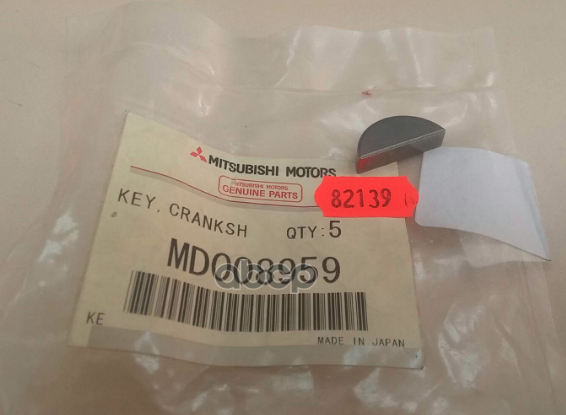 MITSUBISHI MOTORS
MITSUBISHI MOTORS
GENUINE PARTS
82139
KEY, CRANKSH QTY:5
MD008959
KE
MADE IN JAPAN